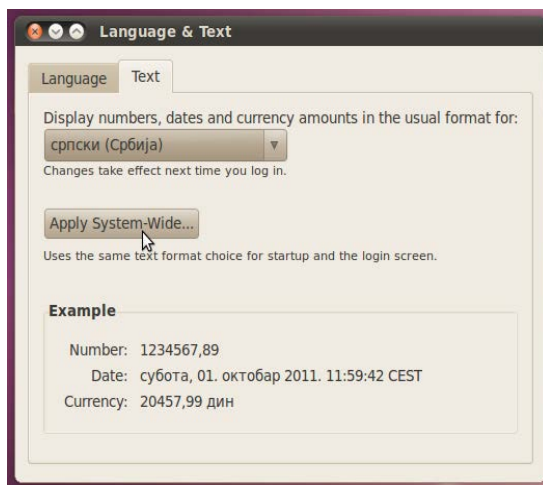 Language & Text
Language Text
Display numbers, dates and currency amounts in the usual format for:
српски (Србија)
Changes take effect next time you log in.
Apply System-Wide...
Uses the same text format choice for startup and the login screen.
Example
Number: 1234567,89
Date: субота, 01. октобар 2011. 11:59:42 CEST
Currency: 20457,99 дин